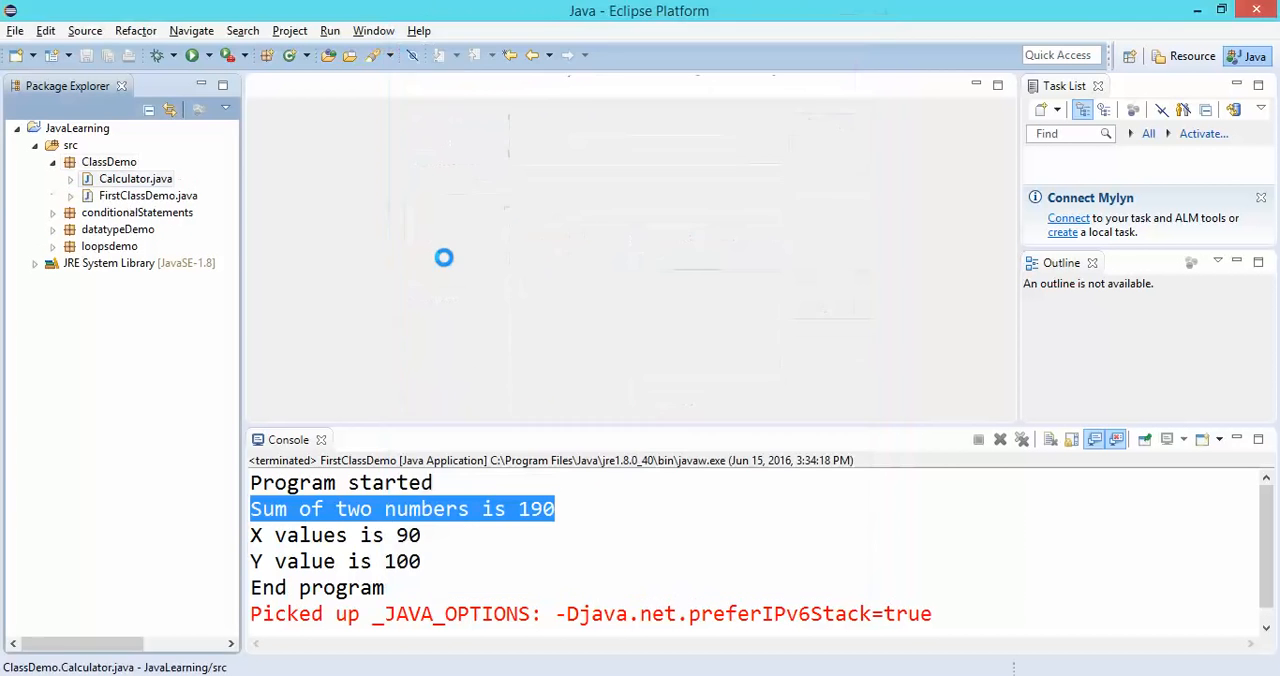 Java - Eclipse Platform
File Edit Source Refactor Navigate Search Project Run Window Help
Quick Access
Resource
Java
Package Explorer
JavaLearning
src
ClassDemo
Calculator.java
FirstClassDemo.java
conditionalStatements
datatypeDemo
loopsdemo
JRE System Library [JavaSE-1.8]
Task List
Find
All
Activate...
Connect Mylyn
Connect to your task and ALM tools or
create a local task.
Outline
An outline is not available.
Console
<terminated> FirstClassDemo [Java Application] C:\Program Files\Java\jre1.8.0_40\bin\javaw.exe (Jun 15, 2016, 3:34:18 PM)
Program started
Sum of two numbers is 190
X values is 90
Y value is 100
End program
Picked up _JAVA_OPTIONS: -Djava.net.preferIPv6Stack=true
ClassDemo.Calculator.java - JavaLearning/src